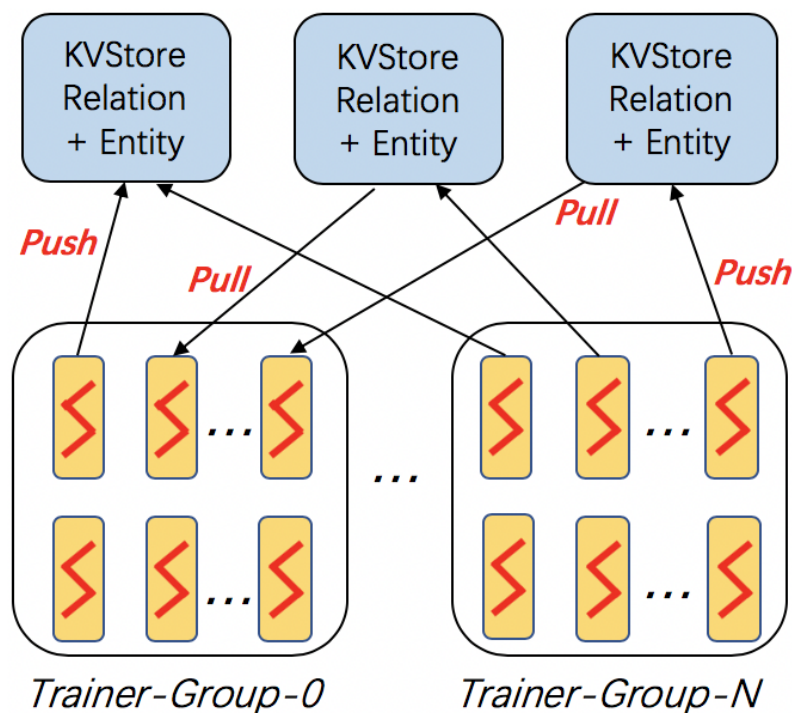 KVStore
Relation
+ Entity
KVStore
Relation
+ Entity
KVStore
Relation
+ Entity
Push
Pull
Pull
Push
...
...
...
...
...
Trainer-Group-0
Trainer-Group-N